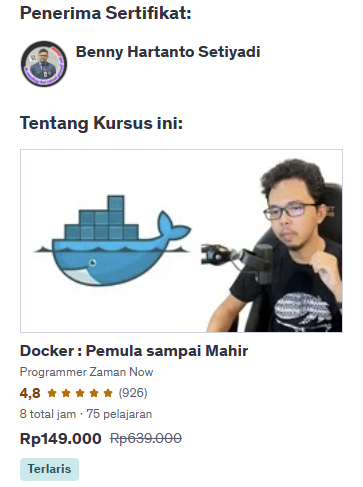 Penerima Sertifikat:
Benny Hartanto Setiyadi
Tentang Kursus ini:
Docker : Pemula sampai Mahir
Programmer Zaman Now
4,8 (926)
8 total jam · 75 pelajaran
Rp149.000 Rp639.000
Terlaris